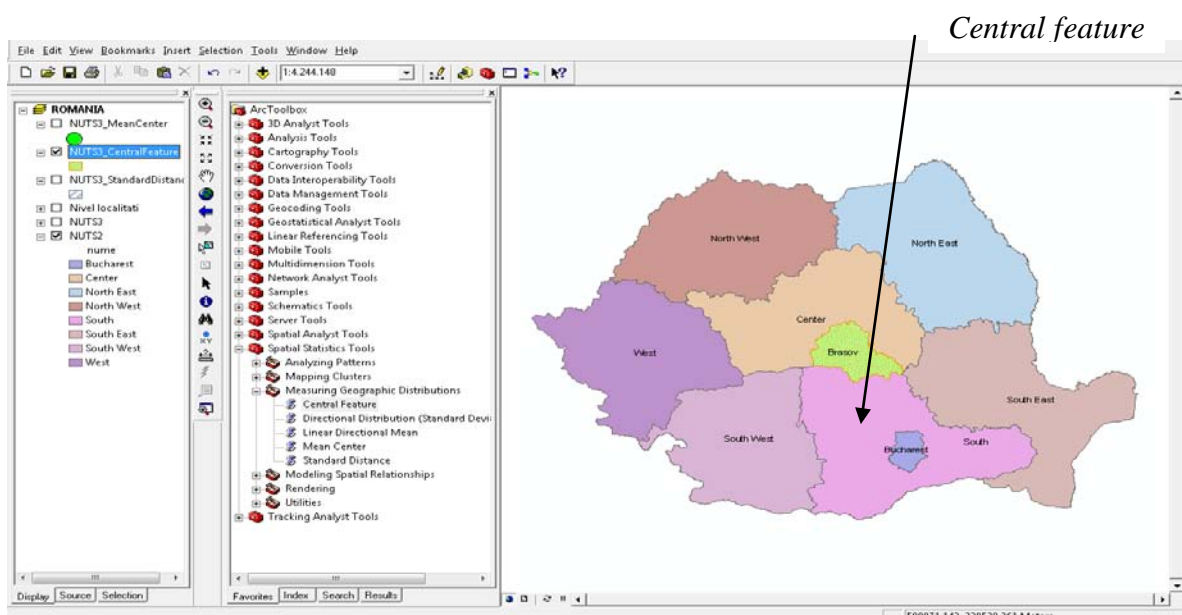 Central feature
File Edit View Bookmarks Insert Selection Tools Window Help
1:4.244.148
ROMANIA
NUTS3_MeanCenter
NUTS3_CentralFeature
NUTS3_StandardDistanc
Nivel localitati
NUTS3
NUTS2
nume
Bucharest
Center
North East
North West
South
South East
South West
West
Display Source Selection
ArcToolbox
3D Analyst Tools
Analysis Tools
Cartography Tools
Conversion Tools
Data Interoperability Tools
Data Management Tools
Geocoding Tools
Geostatistical Analyst Tools
Linear Referencing Tools
Mobile Tools
Multidimension Tools
Network Analyst Tools
Samples
Schematics Tools
Server Tools
Spatial Analyst Tools
Spatial Statistics Tools
Analyzing Patterns
Mapping Clusters
Measuring Geographic Distributions
Central Feature
Directional Distribution (Standard Devi
Linear Directional Mean
Mean Center
Standard Distance
Modeling Spatial Relationships
Rendering
Utilities
Tracking Analyst Tools
Favorites Index Search Results
North West
North East
Center
West
Brasov
South East
South West
South
Bucharest